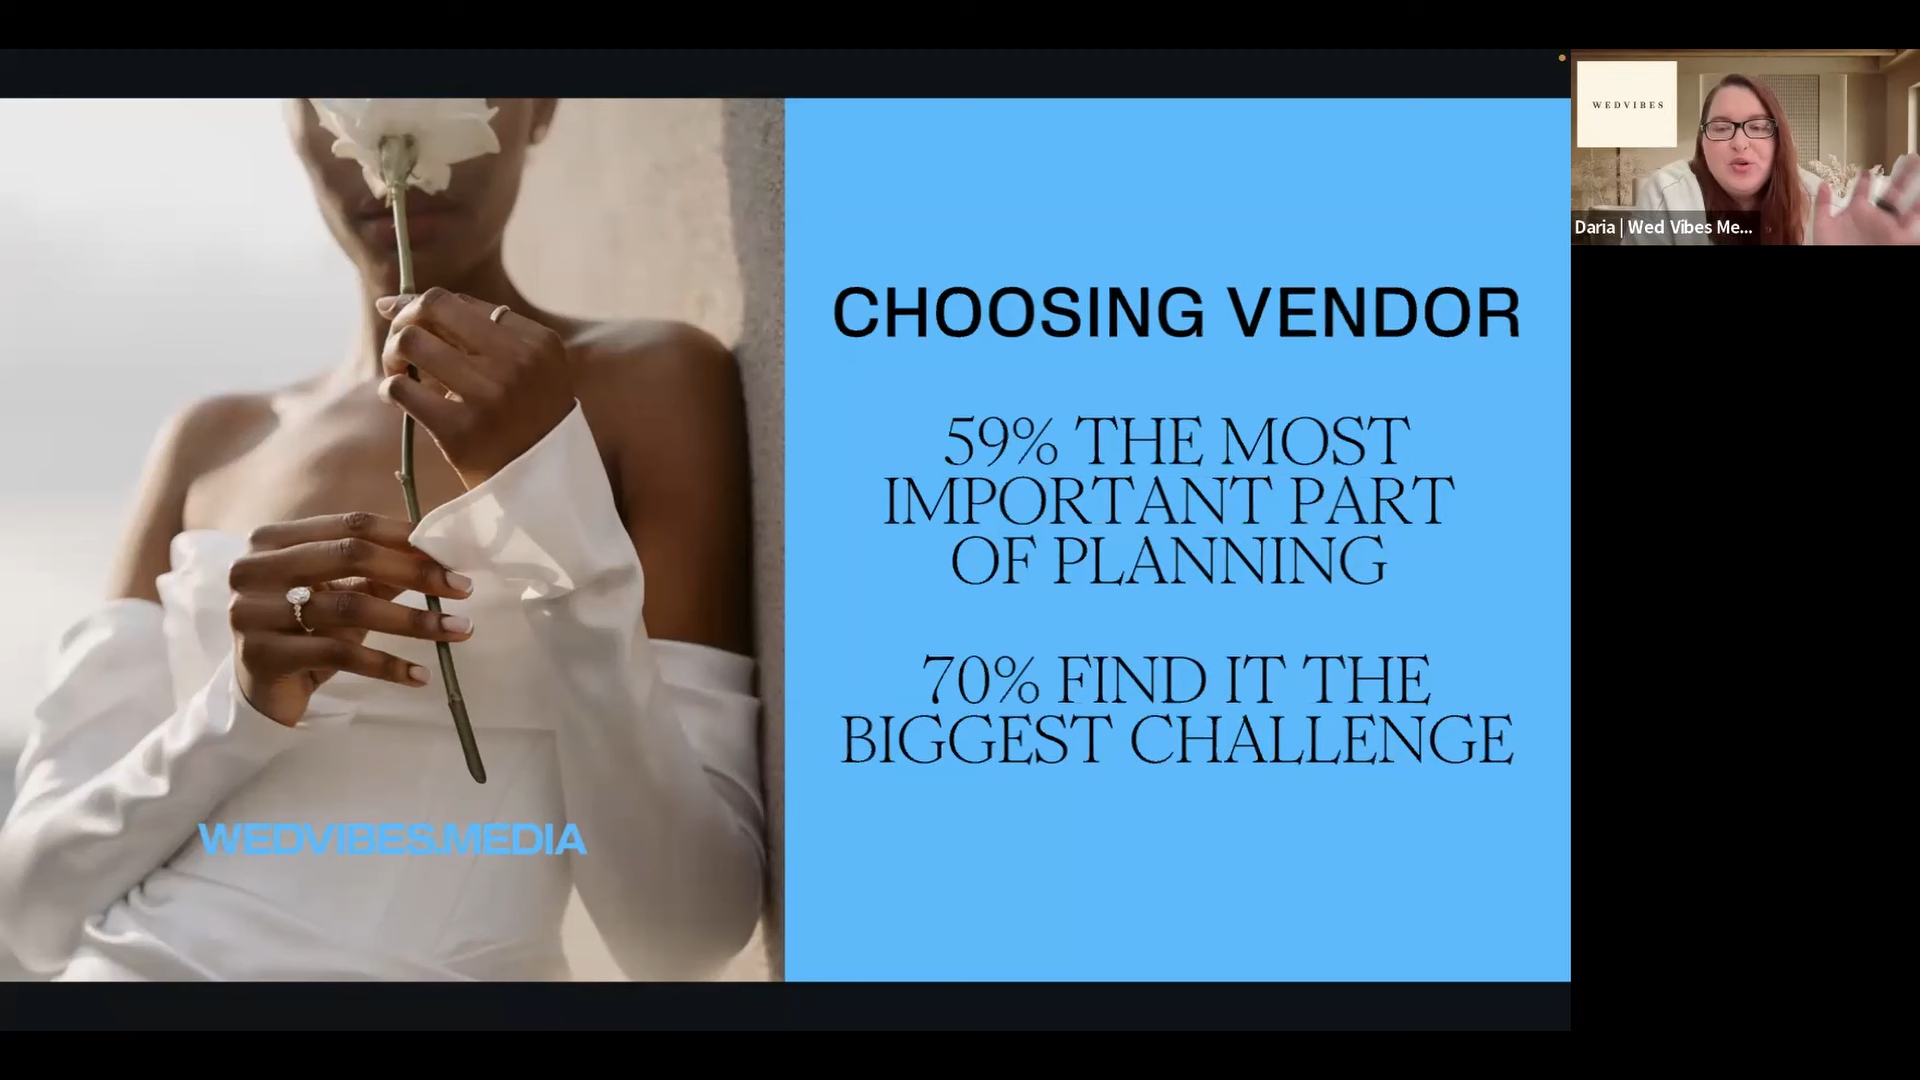 CHOOSING VENDOR
59% THE MOST
IMPORTANT PART
OF PLANNING
70% FIND IT THE
BIGGEST CHALLENGE
WEDVIBES.MEDIA
WEDVIBES
Daria | Wed Vibes Me...